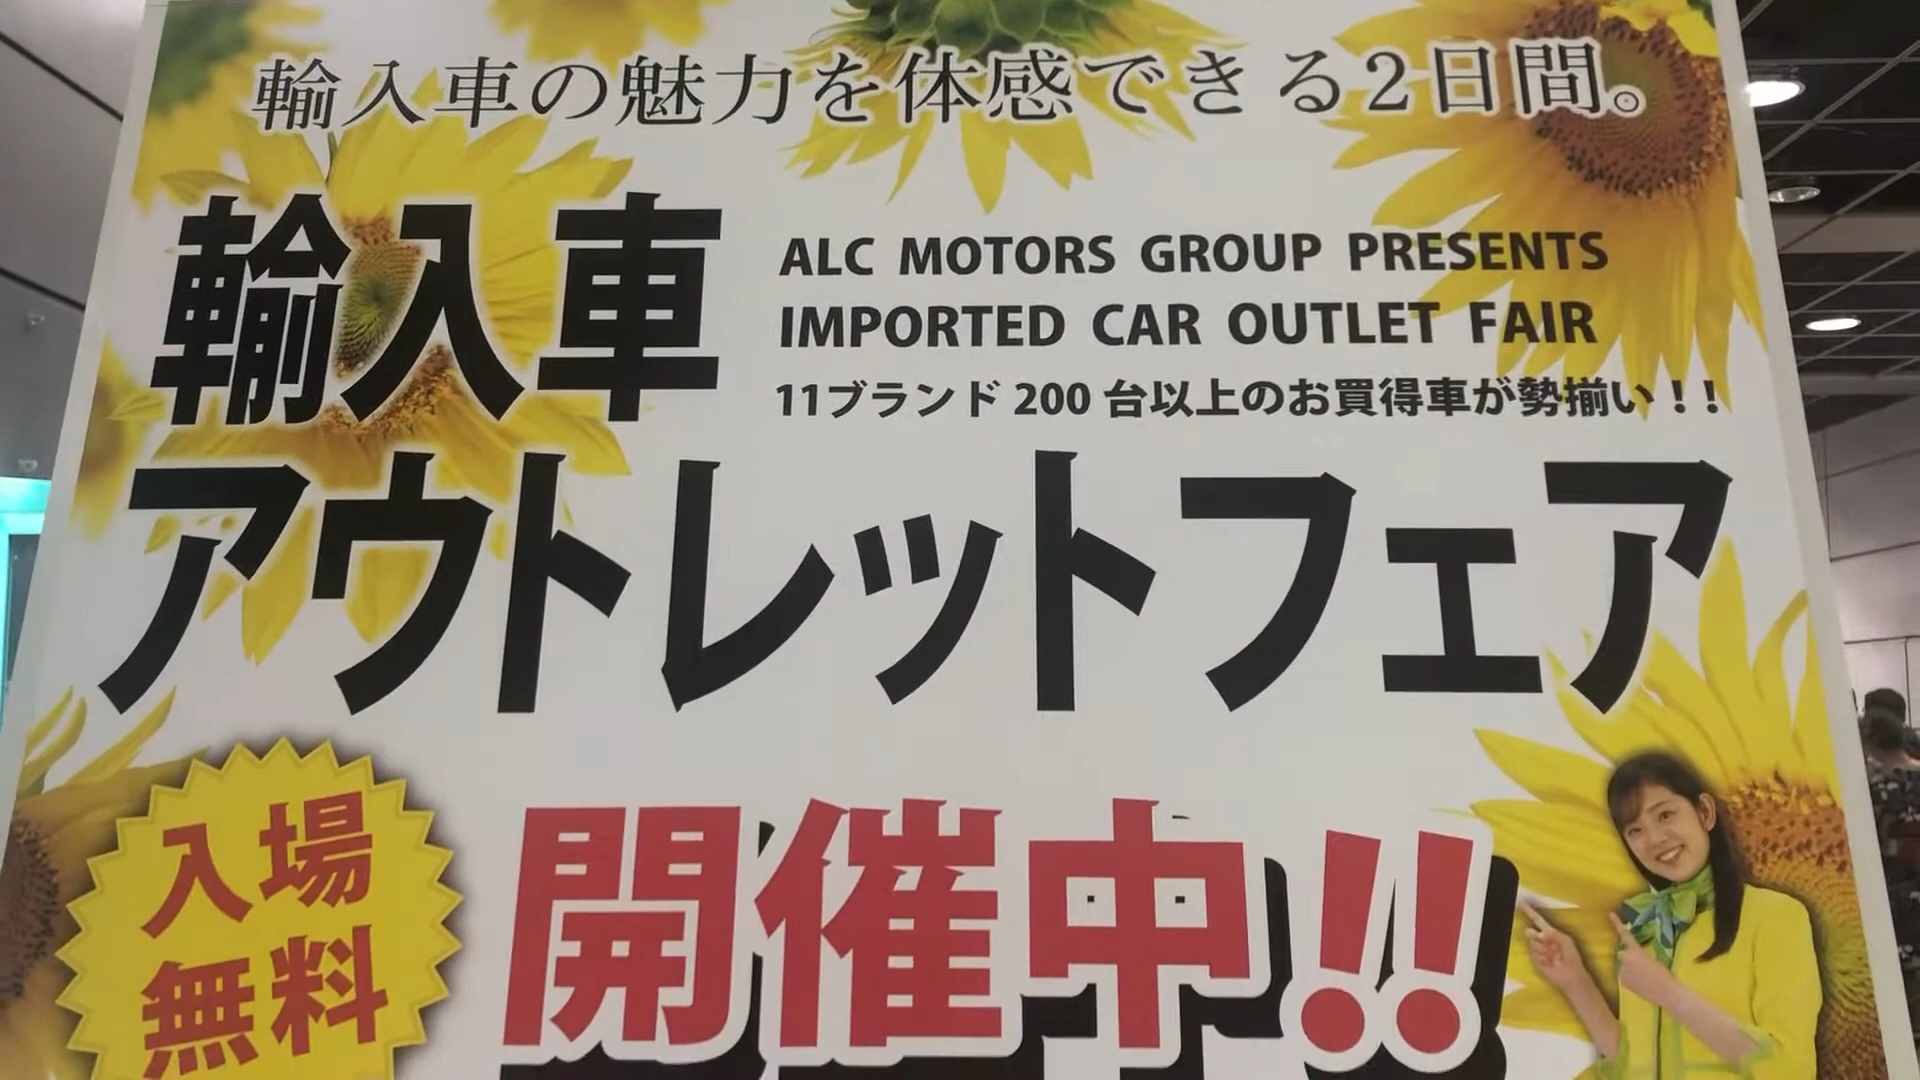 輸入車の魅力を体感できる2日間。
輸入車
ALC MOTORS GROUP PRESENTS
IMPORTED CAR OUTLET FAIR
11ブランド 200 台以上のお買得車が勢揃い！！
アウトレットフェア
入場
無料
開催中!!